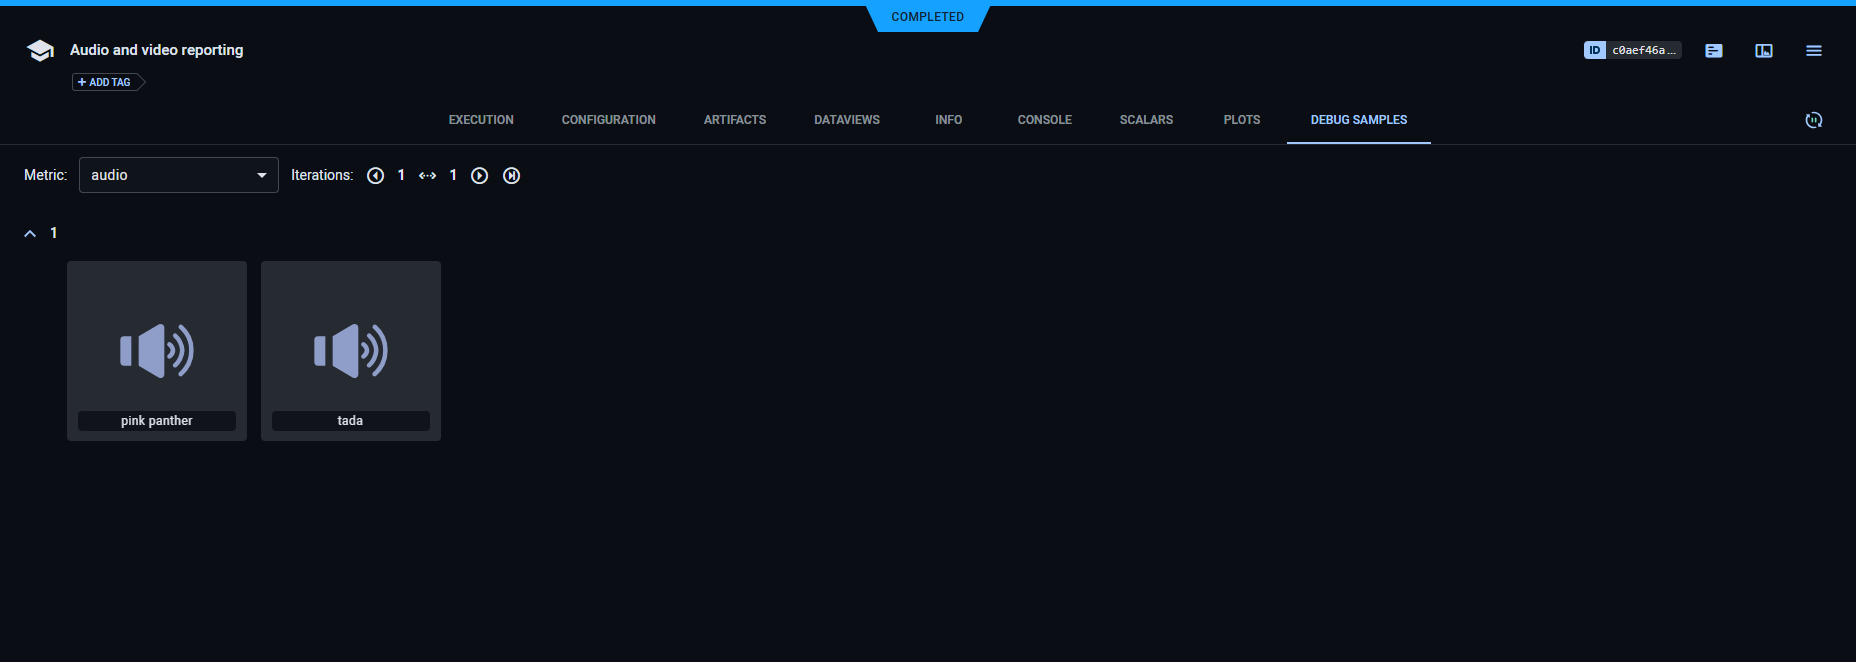 COMPLETED
Audio and video reporting
ID c0aef46a...
+ ADD TAG
EXECUTION CONFIGURATION ARTIFACTS DATAVIEWS INFO CONSOLE SCALARS PLOTS DEBUG SAMPLES
Metric: audio Iterations: 1 1
1
pink panther tada